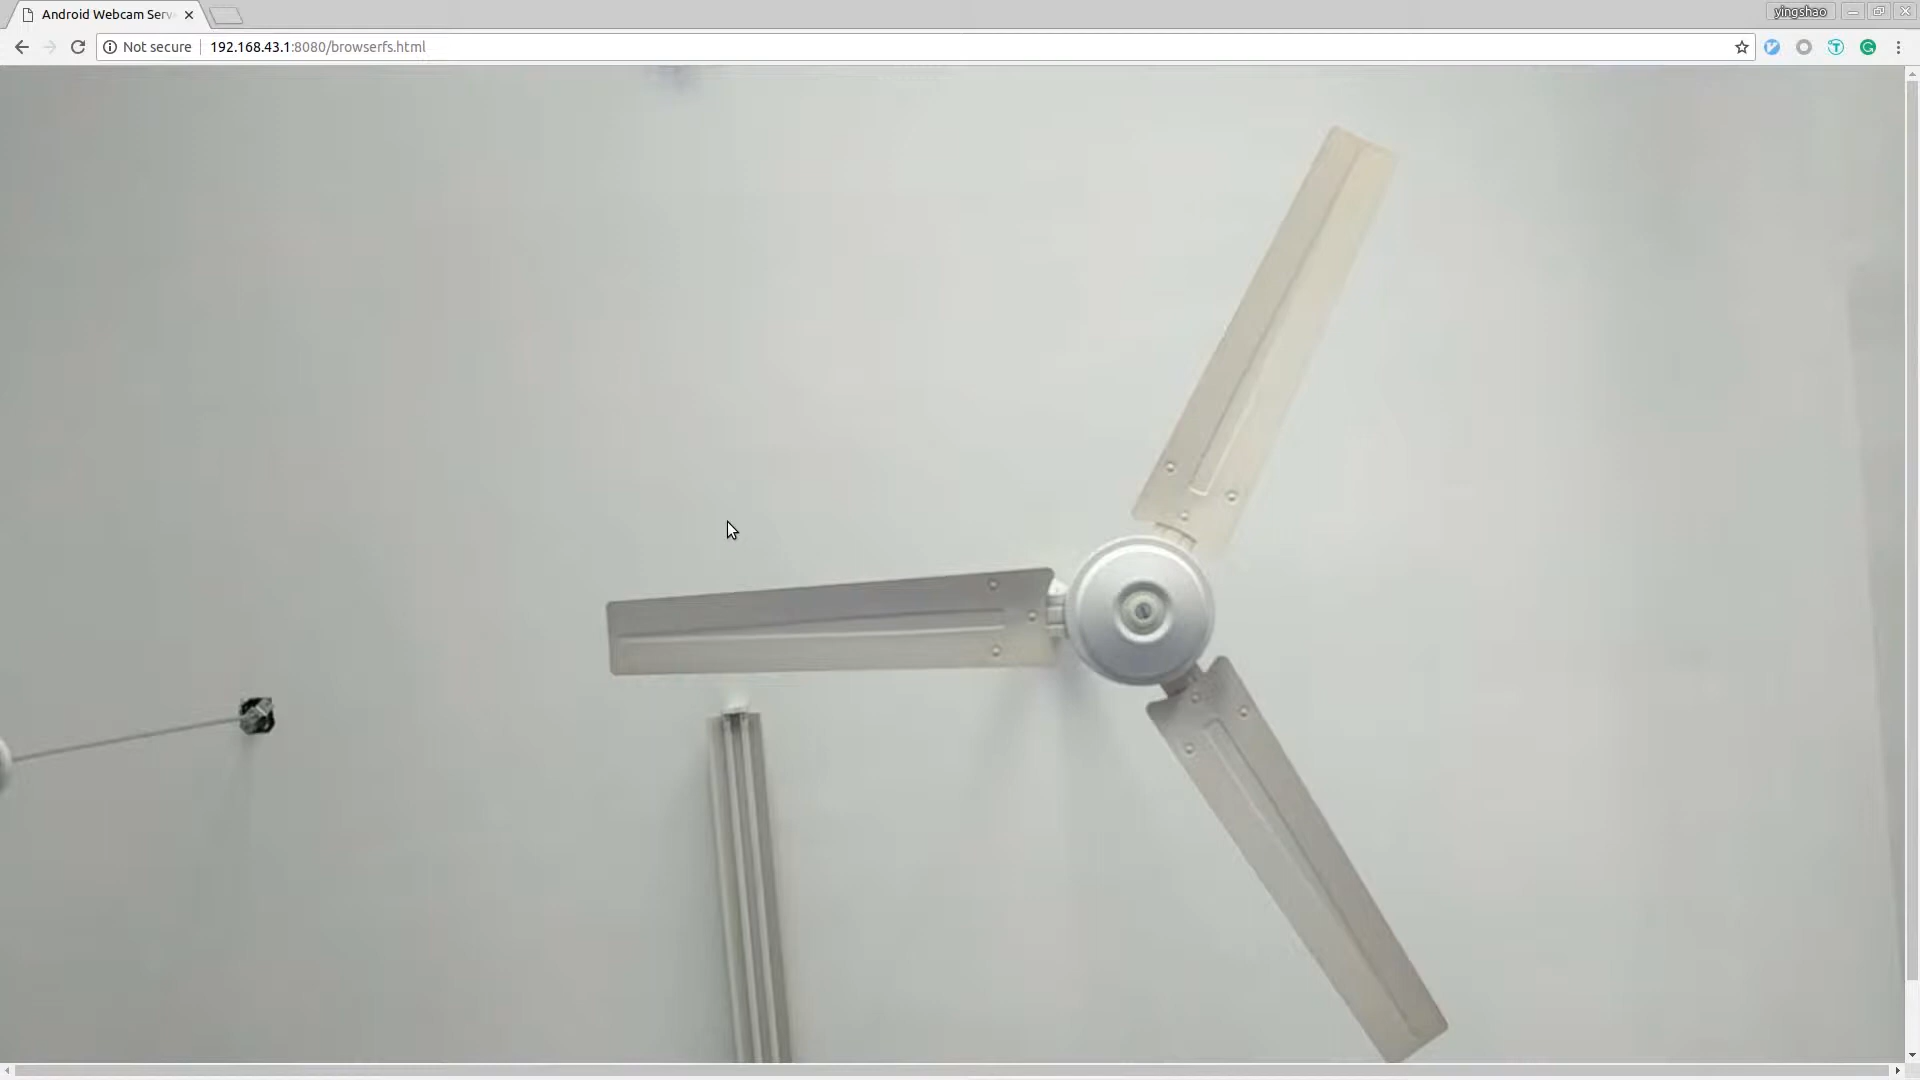 Android Webcam Serv
yingshao
Not secure
192.168.43.1:8080/browserfs.html